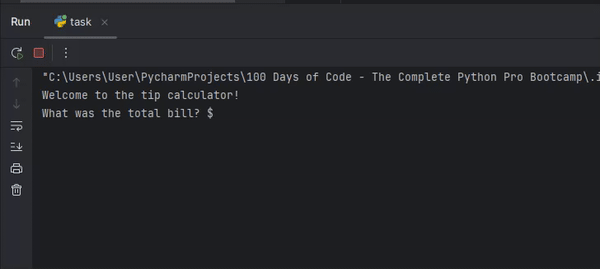 Run
task
"C:\Users\User\PycharmProjects\100 Days of Code - The Complete Python Pro Bootcamp\.
Welcome to the tip calculator!
What was the total bill? $